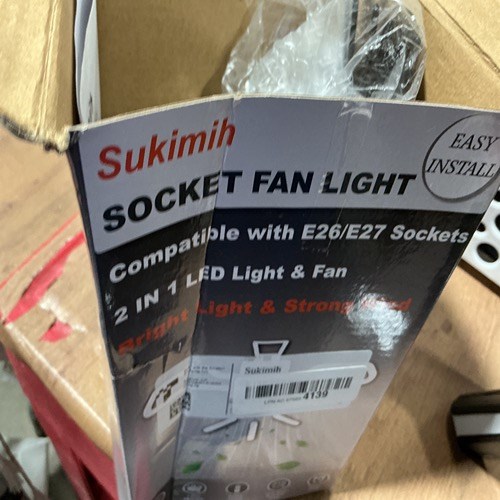 Sukimih
EASY
INSTALL
SOCKET FAN LIGHT
Compatible with E26/E27 Sockets
2 IN 1 LED Light & Fan
Bright Light & Strong
Sukimih
4139